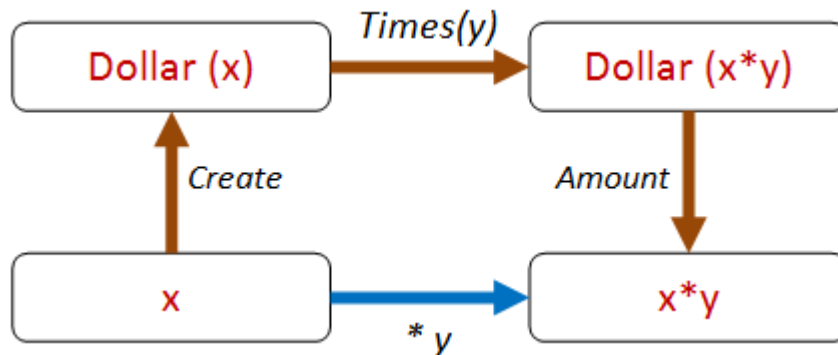 Times(y)
Dollar (x)
Dollar (x*y)
Create
Amount
x
x*y
* y